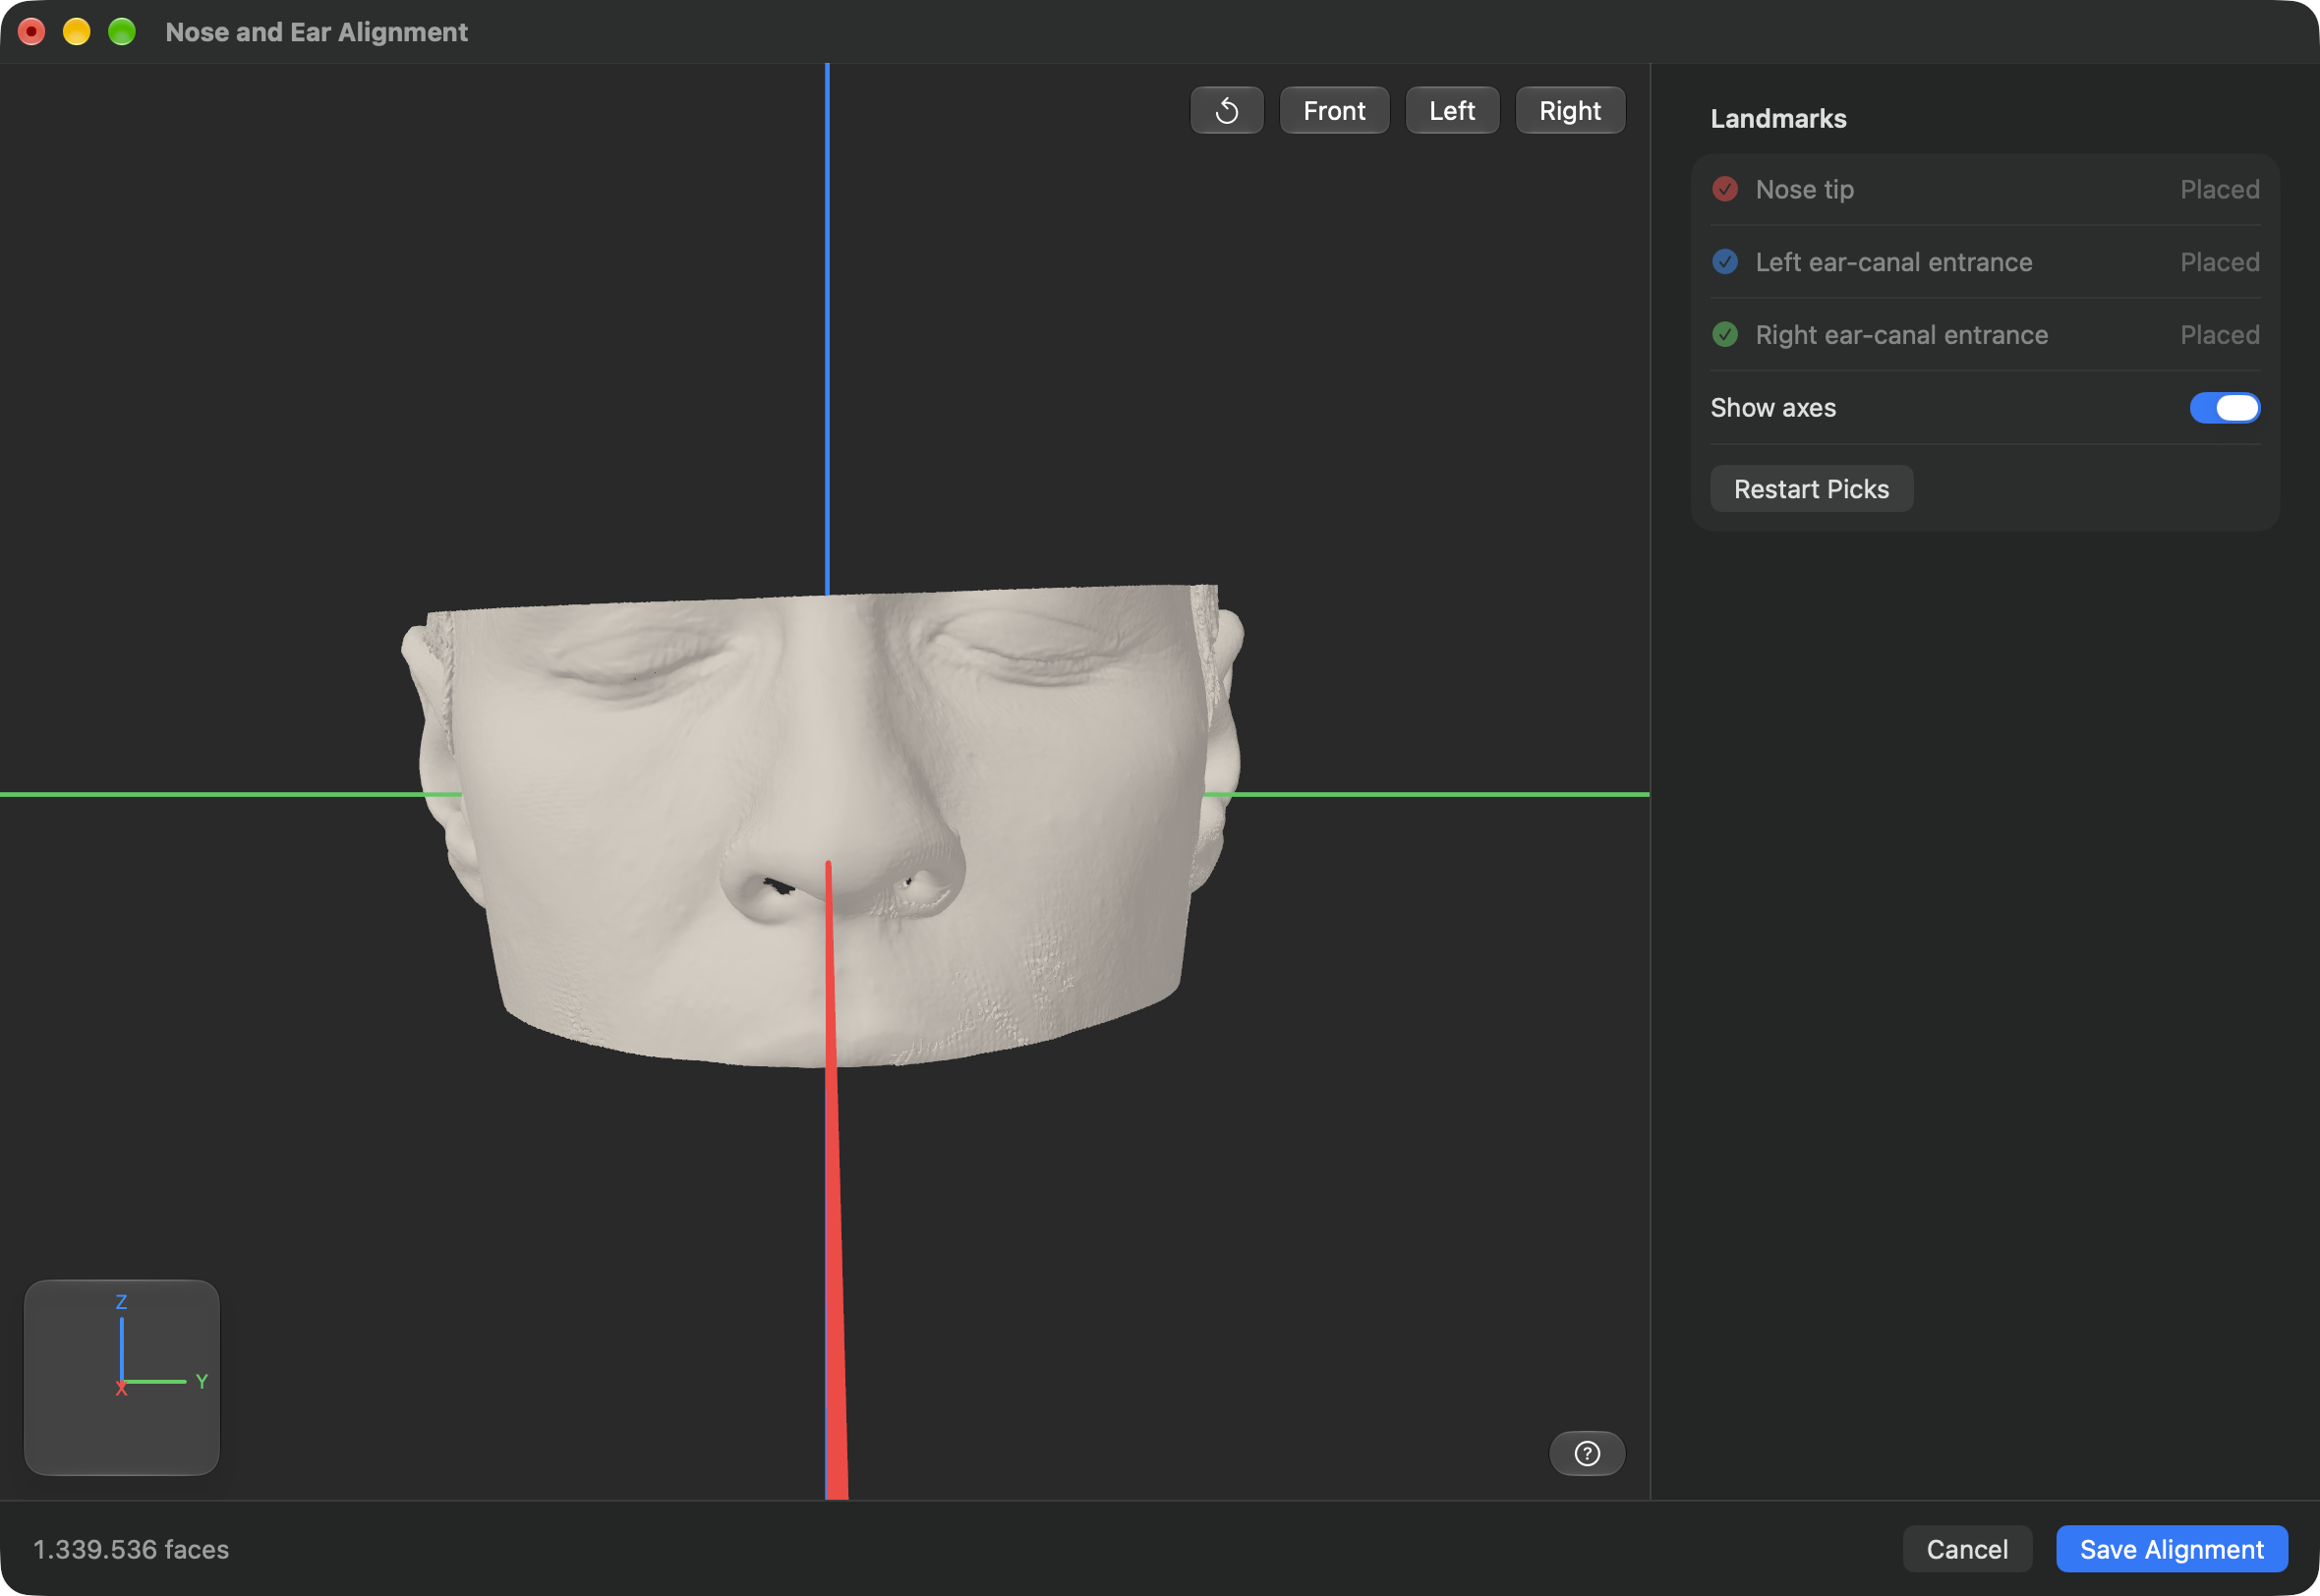 Nose and Ear Alignment
Front
Left
Right
Landmarks
Nose tip Placed
Left ear-canal entrance Placed
Right ear-canal entrance Placed
Show axes
Restart Picks
Z
Y
X
?
1.339.536 faces
Cancel
Save Alignment